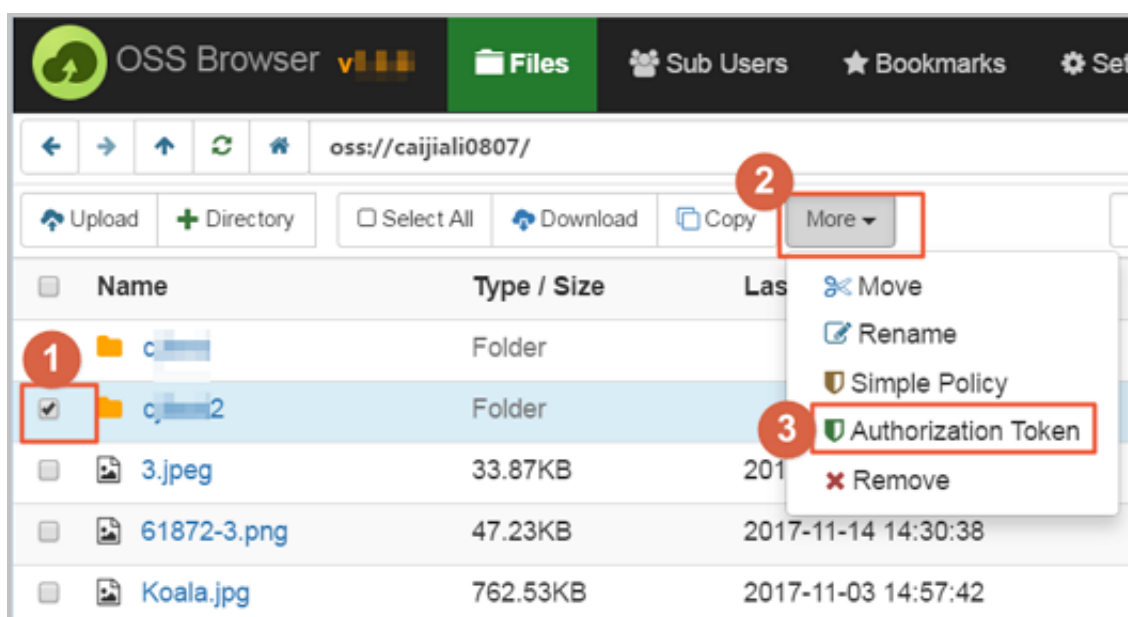 OSS Browser Files Sub Users Bookmarks
oss://caijiali0807/
2
Upload Directory Select All Download Copy More
Name Type / Size Move
Rename
1 Folder
Simple Policy
2 Folder
3 Authorization Token
3.jpeg 33.87KB
Remove
61872-3.png 47.23KB 2017-11-14 14:30:38
Koala.jpg 762.53KB 2017-11-03 14:57:42